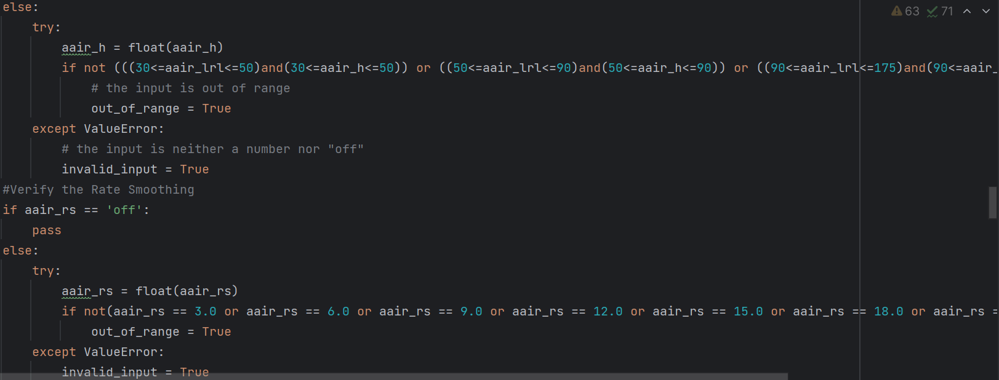 else:
63 71
try:
aair_h = float(aair_h)
if not (((30<=aair_lrl<=50)and(30<=aair_h<=50)) or ((50<=aair_lrl<=90)and(50<=aair_h<=90)) or ((90<=aair_lrl<=175)and(90<=aair_
# the input is out of range
out_of_range = True
except ValueError:
# the input is neither a number nor "off"
invalid_input = True
#Verify the Rate Smoothing
if aair_rs == 'off':
pass
else:
try:
aair_rs = float(aair_rs)
if not(aair_rs == 3.0 or aair_rs == 6.0 or aair_rs == 9.0 or aair_rs == 12.0 or aair_rs == 15.0 or aair_rs == 18.0 or aair_rs =
out_of_range = True
except ValueError:
invalid_input = True